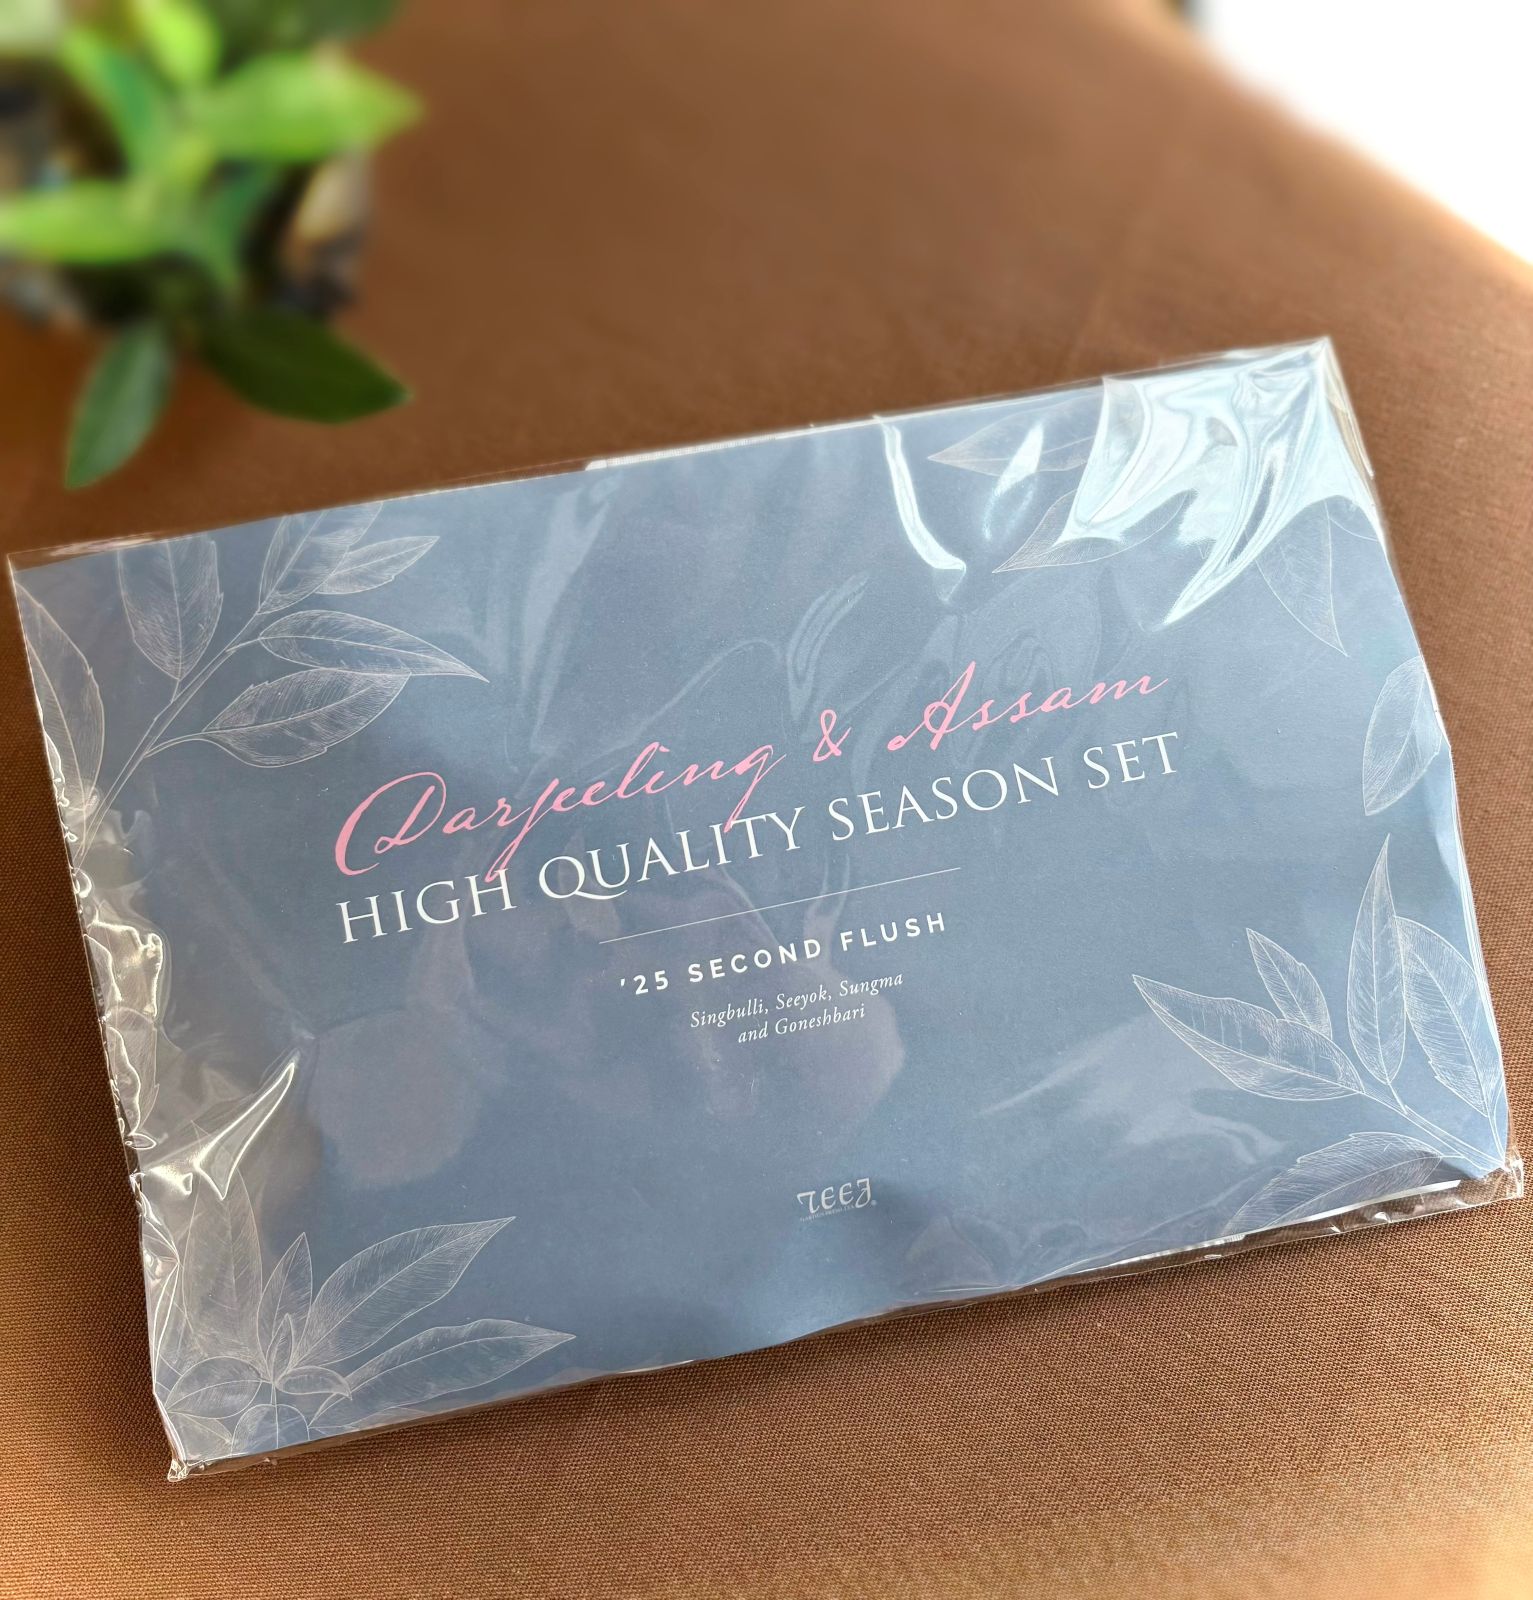 Darjeeling & Assam
HIGH QUALITY SEASON SET
'25 SECOND FLUSH
Singbulli, Seeyok, Sungma
and Goneshbari
TEEJ